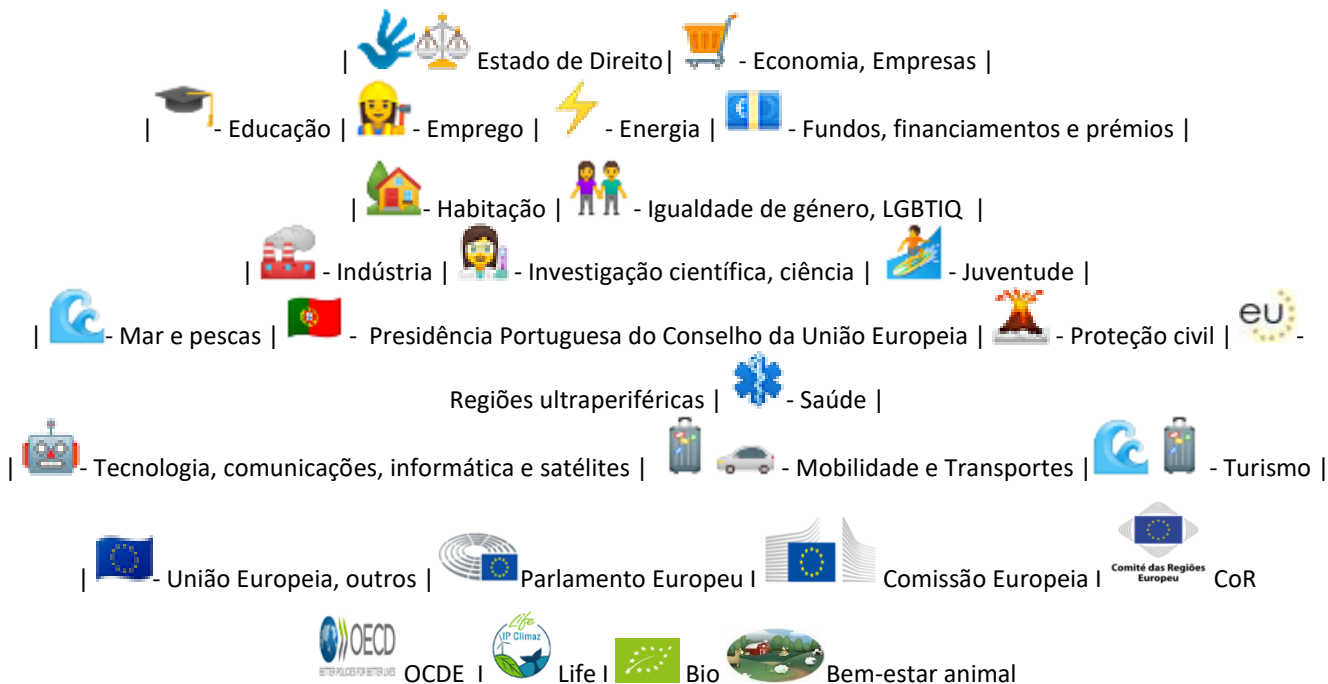 | Estado de Direito| - Economia, Empresas |
| - Educação | - Emprego | - Energia | - Fundos, financiamentos e prémios |
| - Habitação | - Igualdade de género, LGBTIQ |
| - Indústria | - Investigação científica, ciência | - Juventude |
| - Mar e pescas | - Presidência Portuguesa do Conselho da União Europeia | - Proteção civil | eu -
Regiões ultraperiféricas | - Saúde |
| - Tecnologia, comunicações, informática e satélites | - Mobilidade e Transportes | - Turismo |
| - União Europeia, outros | Parlamento Europeu I Comissão Europeia I Comité das Regiões Europeu CoR
OECD BETTER POLICIES FOR BETTER LIVES OCDE I Life IP Climaz Life I Bio Bem-estar animal